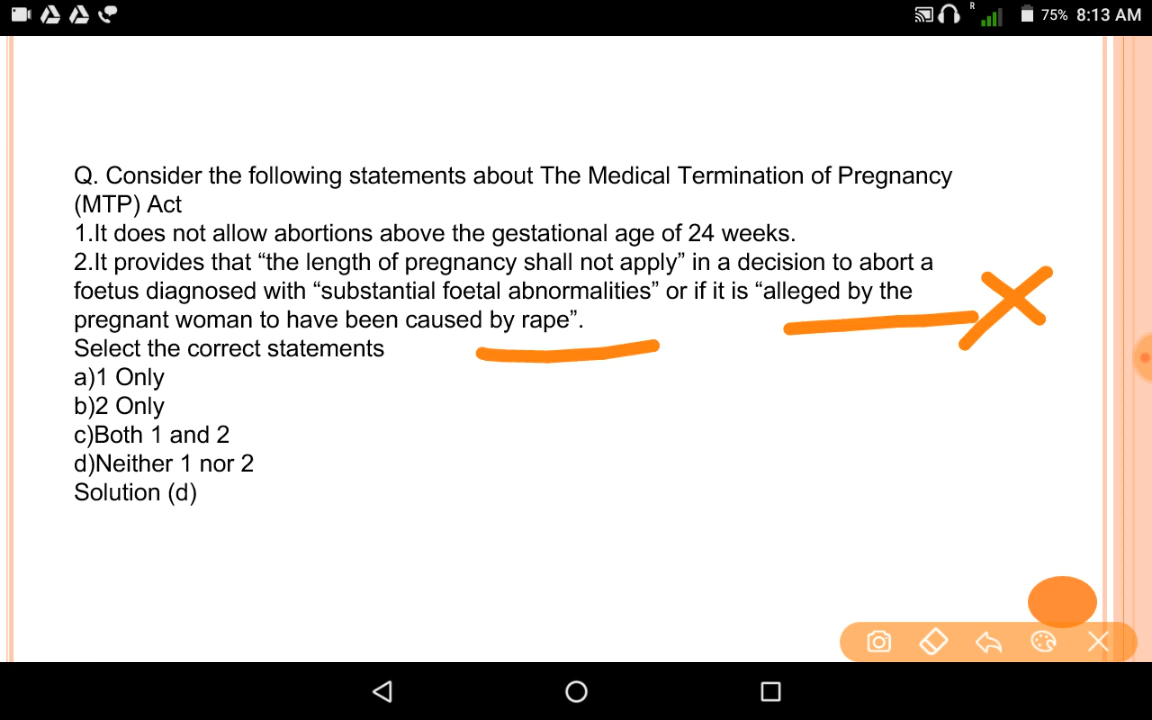 R
75% 8:13 AM
Q. Consider the following statements about The Medical Termination of Pregnancy
(MTP) Act
1.It does not allow abortions above the gestational age of 24 weeks.
2.It provides that “the length of pregnancy shall not apply” in a decision to abort a
foetus diagnosed with “substantial foetal abnormalities” or if it is “alleged by the
pregnant woman to have been caused by rape”.
Select the correct statements
a)1 Only
b)2 Only
c)Both 1 and 2
d)Neither 1 nor 2
Solution (d)